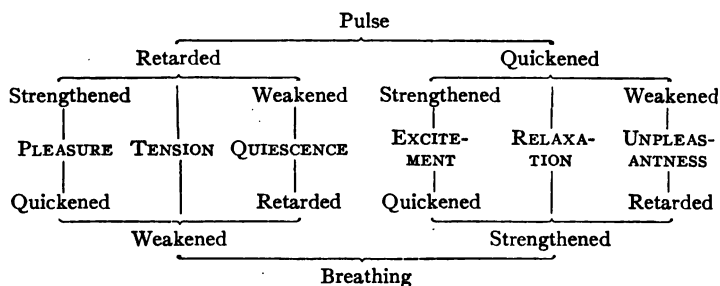 Pulse
Retarded Quickened
Strengthened Weakened Strengthened Weakened
PLEASURE TENSION QUIESCENCE EXCITE- RELAXA- UNPLEAS-
MENT TION ANTNESS
Quickened Retarded Quickened Retarded
Weakened Strengthened
Breathing